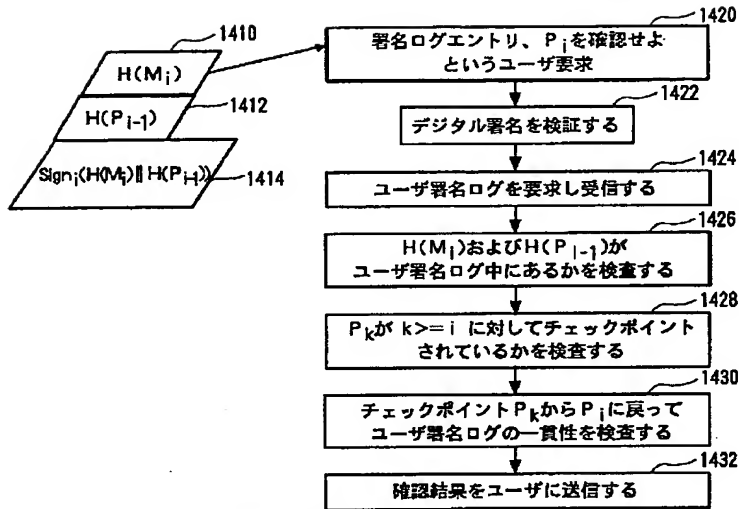 1410
H(Mi)
1412
H(Pi-1)
Signi(H(Mi)‖H(Pi-1))
1414
1420
署名ログエントリ、Piを確認せよ
というユーザ要求
1422
デジタル署名を検証する
1424
ユーザ署名ログを要求し受信する
1426
H(Mi)およびH(Pi-1)が
ユーザ署名ログ中にあるかを検査する
1428
Pkが k>=i に対してチェックポイント
されているかを検査する
1430
チェックポイントPkからPiに戻って
ユーザ署名ログの一貫性を検査する
1432
確認結果をユーザに送信する